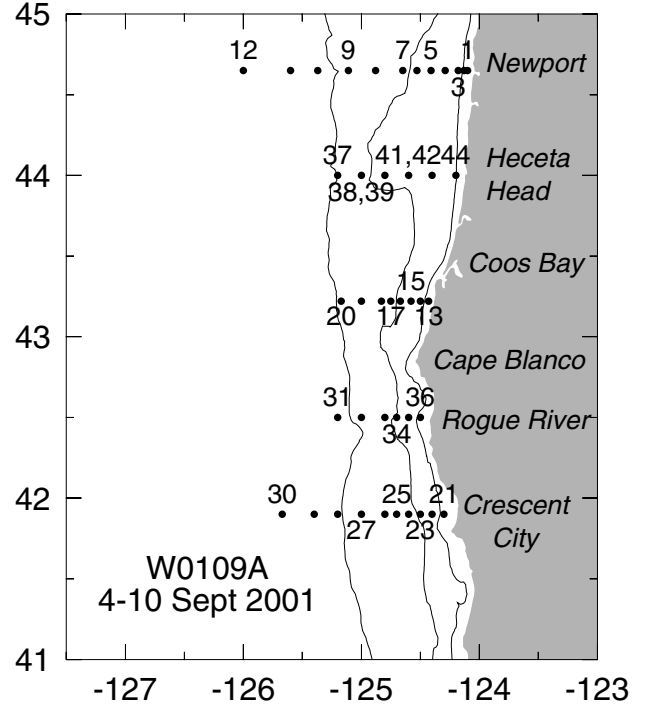 45
12 9 7 5 1
Newport
3
44
37 41,42 44
Heceta
Head
38,39
Coos Bay
15
20 17 13
43
Cape Blanco
31 36
Rogue River
34
42
30 25 21
Crescent
City
27 23
W0109A
4-10 Sept 2001
41
-127 -126 -125 -124 -123